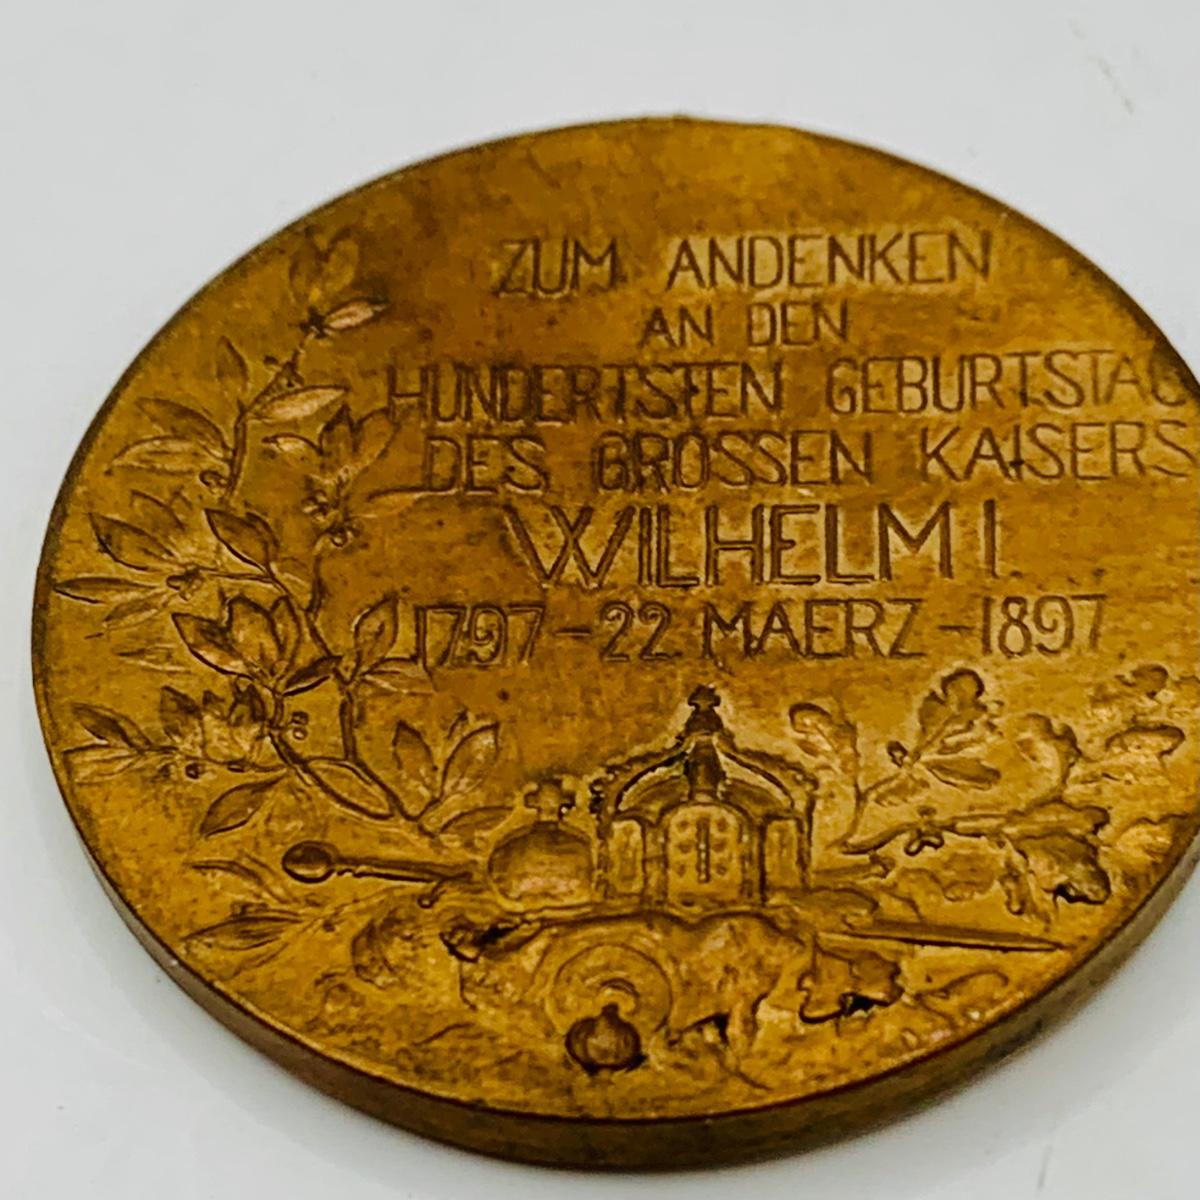 ZUM ANDENKEN
AN DEN
HUNDERTSTEN GEBURTSTAG
DES GROSSEN KAISERS
WILHELM I.
1797-22. MAERZ-1897